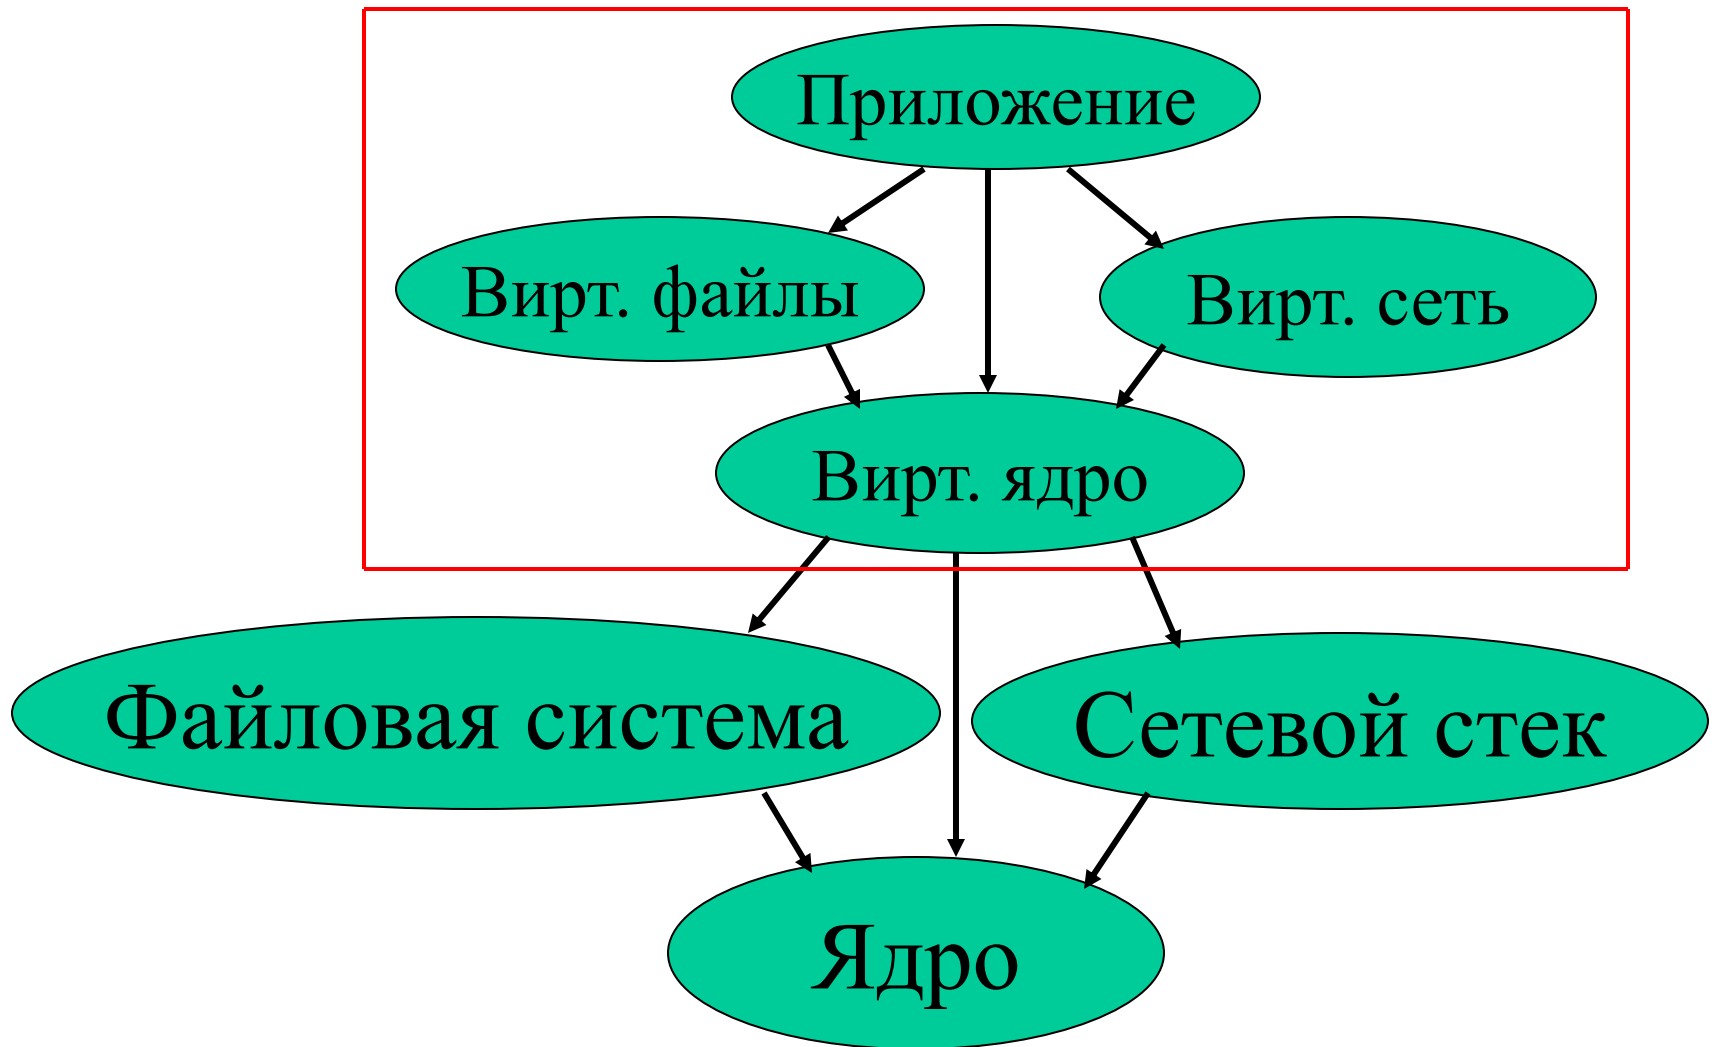 Приложение
Вирт. файлы
Вирт. сеть
Вирт. ядро
Файловая система
Сетевой стек
Ядро